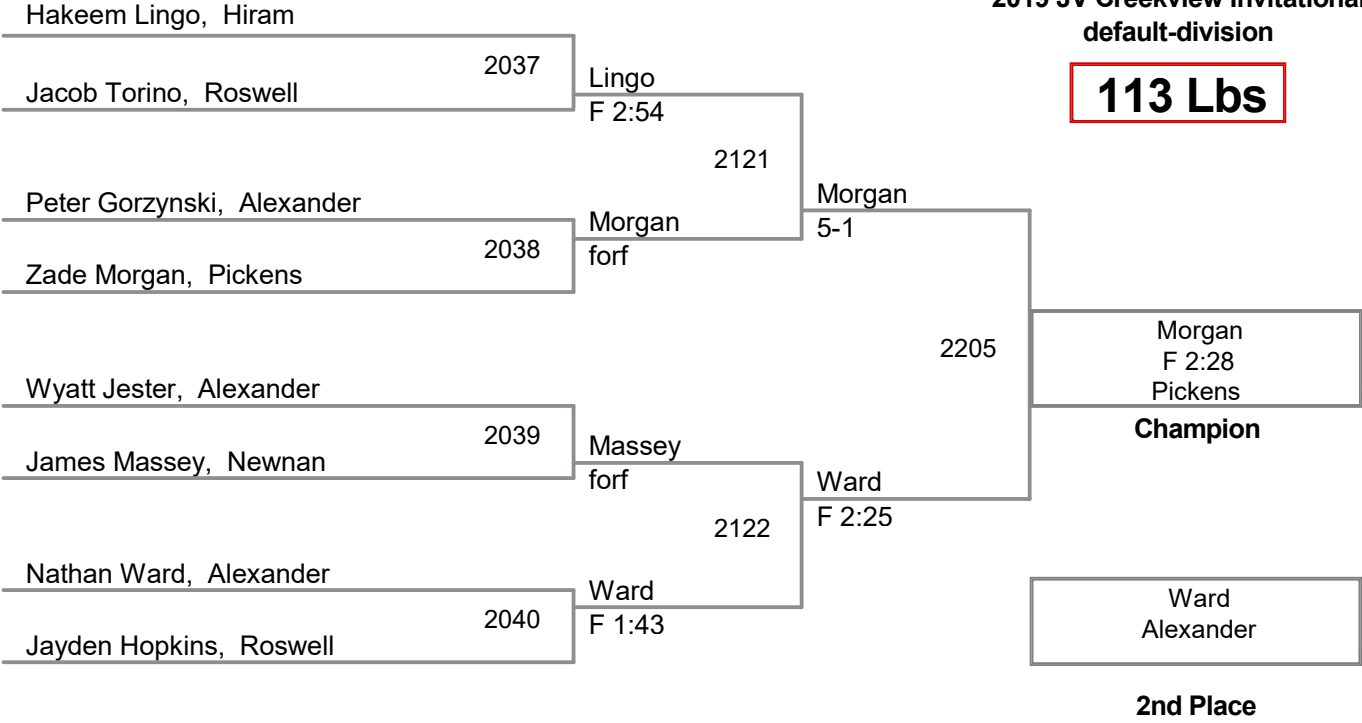 Hakeem Lingo, Hiram
2019 JV Creekview Invitational
default-division
113 Lbs
2037
Jacob Torino, Roswell
Lingo
F 2:54
2121
Peter Gorzynski, Alexander
2038
Zade Morgan, Pickens
Morgan
forf
Morgan
5-1
2205
Morgan
F 2:28
Pickens
Champion
Wyatt Jester, Alexander
2039
James Massey, Newnan
Massey
forf
2122
Ward
F 2:25
Nathan Ward, Alexander
2040
Jayden Hopkins, Roswell
Ward
F 1:43
Ward
Alexander
2nd Place